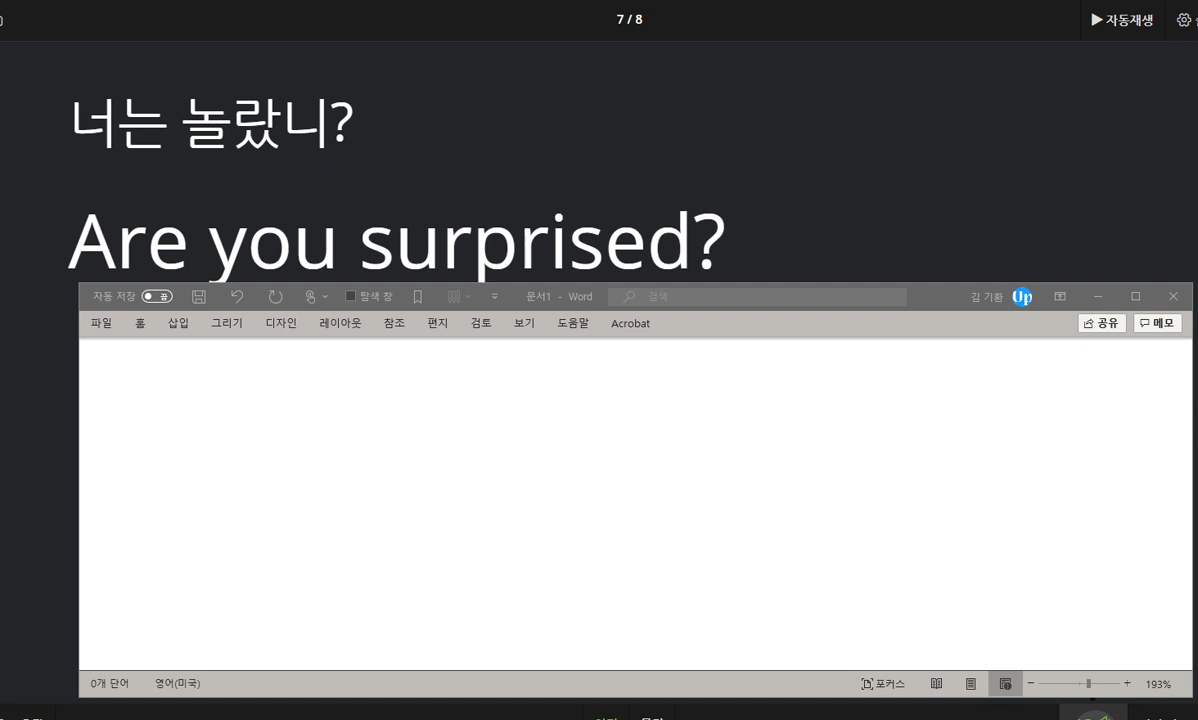 7 / 8
▶ 자동재생
너는 놀랐니?
Are you surprised?
자동 저장 끔 탐색 창 문서1 - Word 검색 김 기환 Up
파일 홈 삽입 그리기 디자인 레이아웃 참조 편지 검토 보기 도움말 Acrobat 공유 메모
0개 단어 영어(미국) 포커스 193%